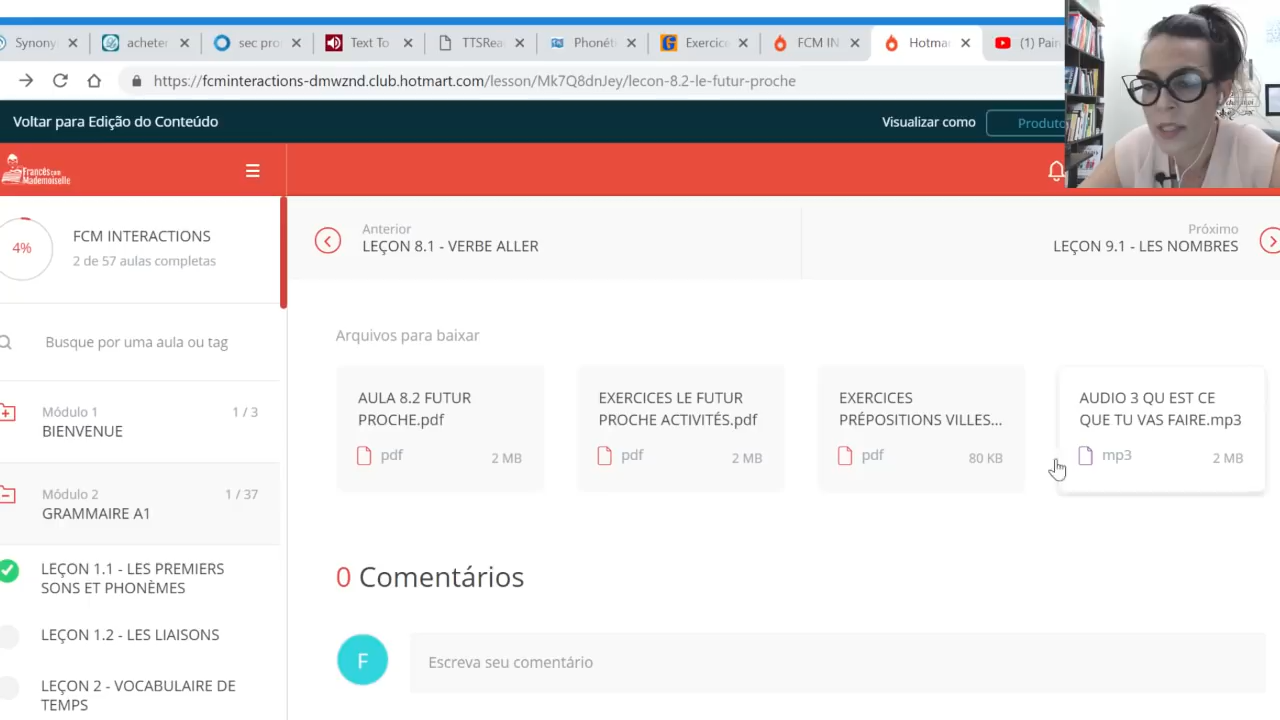 Synony
acheter
sec pro
Text To
TTSRea
Phonét
Exercic
FCM IN
Hotmar
(1) Pain
https://fcminteractions-dmwznd.club.hotmart.com/lesson/Mk7Q8dnJey/lecon-8.2-le-futur-proche
Voltar para Edição do Conteúdo
Visualizar como
Produto
Francês com
Mademoiselle
4%
FCM INTERACTIONS
2 de 57 aulas completas
Anterior
LEÇON 8.1 - VERBE ALLER
Próximo
LEÇON 9.1 - LES NOMBRES
Busque por uma aula ou tag
Módulo 1
1 / 3
BIENVENUE
Módulo 2
1 / 37
GRAMMAIRE A1
LEÇON 1.1 - LES PREMIERS
SONS ET PHONÈMES
LEÇON 1.2 - LES LIAISONS
LEÇON 2 - VOCABULAIRE DE
TEMPS
Arquivos para baixar
AULA 8.2 FUTUR
PROCHE.pdf
pdf
2 MB
EXERCICES LE FUTUR
PROCHE ACTIVITÉS.pdf
pdf
2 MB
EXERCICES
PRÉPOSITIONS VILLES...
pdf
80 KB
AUDIO 3 QU EST CE
QUE TU VAS FAIRE.mp3
mp3
2 MB
0 Comentários
F
Escreva seu comentário